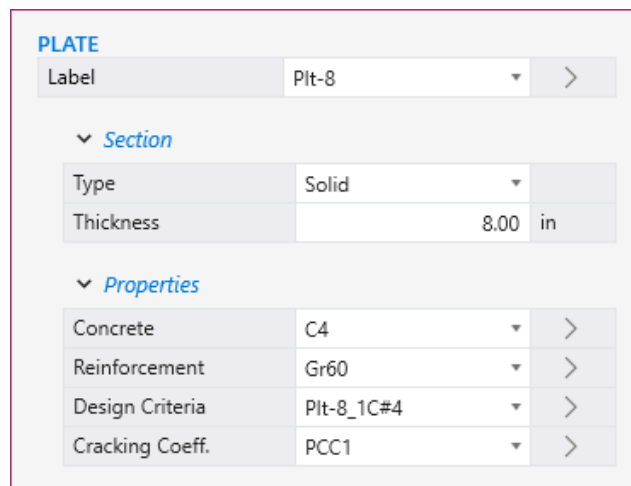 PLATE
Label Plt-8
Section
Type Solid
Thickness 8.00 in
Properties
Concrete C4
Reinforcement Gr60
Design Criteria Plt-8_1C#4
Cracking Coeff. PCC1